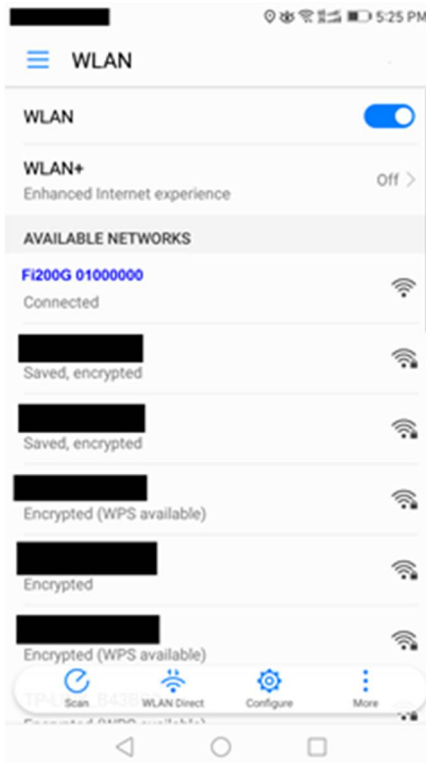 5:25 PM
WLAN
WLAN
WLAN+
Enhanced Internet experience
Off
AVAILABLE NETWORKS
Fi200G 01000000
Connected
Saved, encrypted
Saved, encrypted
Encrypted (WPS available)
Encrypted
Encrypted (WPS available)
Scan
WLAN Direct
Configure
More